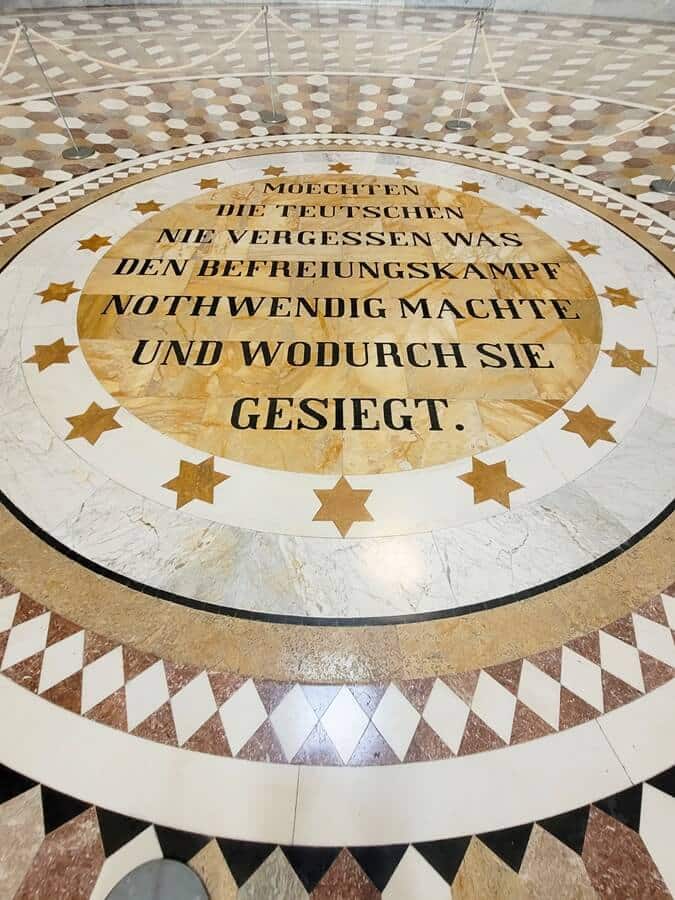 MOECHTEN
DIE TEUTSCHEN
NIE VERGESSEN WAS
DEN BEFREIUNGSKAMPF
NOTHWENDIG MACHTE
UND WODURCH SIE
GESIEGT.